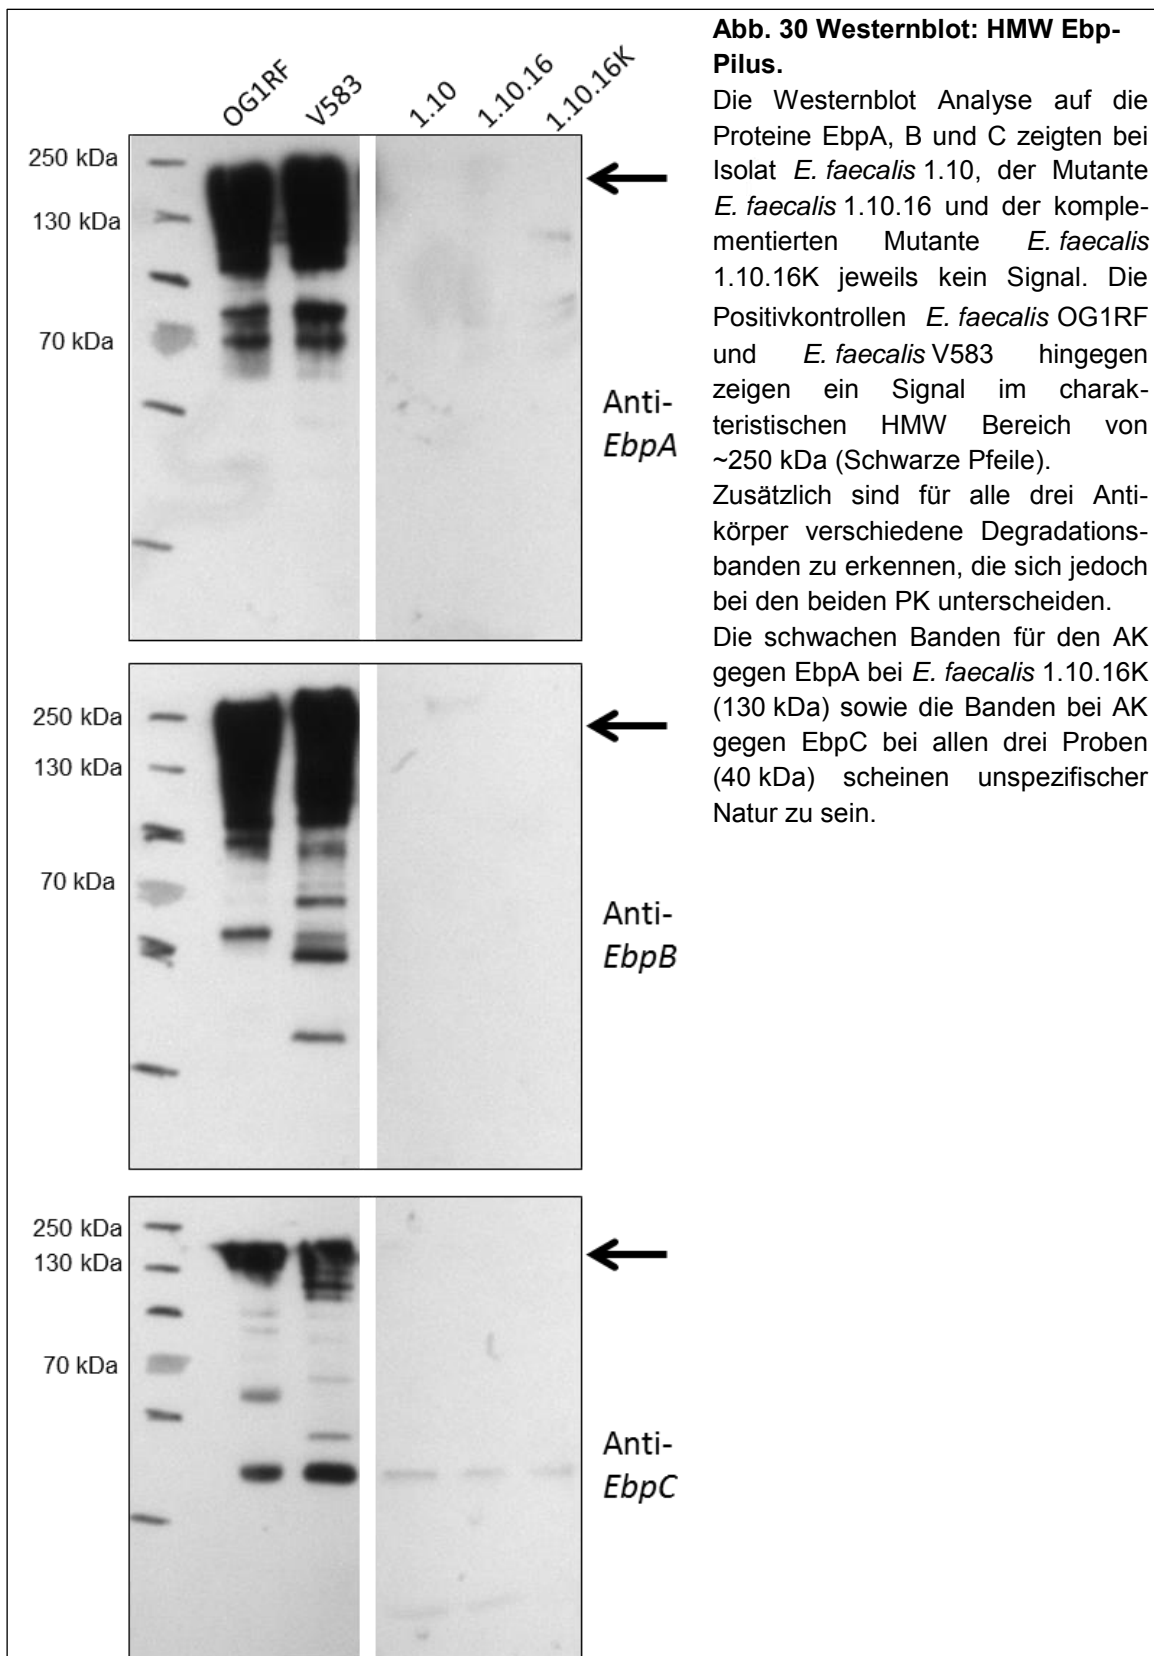 OG1RF
V583
1.10
1.10.16
1.10.16K
250 kDa
130 kDa
70 kDa
Anti-
EbpA
250 kDa
130 kDa
70 kDa
Anti-
EbpB
250 kDa
130 kDa
70 kDa
Anti-
EbpC
Abb. 30 Westernblot: HMW Ebp-
Pilus.
Die Westernblot Analyse auf die
Proteine EbpA, B und C zeigten bei
Isolat E. faecalis 1.10, der Mutante
E. faecalis 1.10.16 und der komple-
mentierten Mutante E. faecalis
1.10.16K jeweils kein Signal. Die
Positivkontrollen E. faecalis OG1RF
und E. faecalis V583 hingegen
zeigen ein Signal im charak-
teristischen HMW Bereich von
~250 kDa (Schwarze Pfeile).
Zusätzlich sind für alle drei Anti-
körper verschiedene Degradations-
banden zu erkennen, die sich jedoch
bei den beiden PK unterscheiden.
Die schwachen Banden für den AK
gegen EbpA bei E. faecalis 1.10.16K
(130 kDa) sowie die Banden bei AK
gegen EbpC bei allen drei Proben
(40 kDa) scheinen unspezifischer
Natur zu sein.